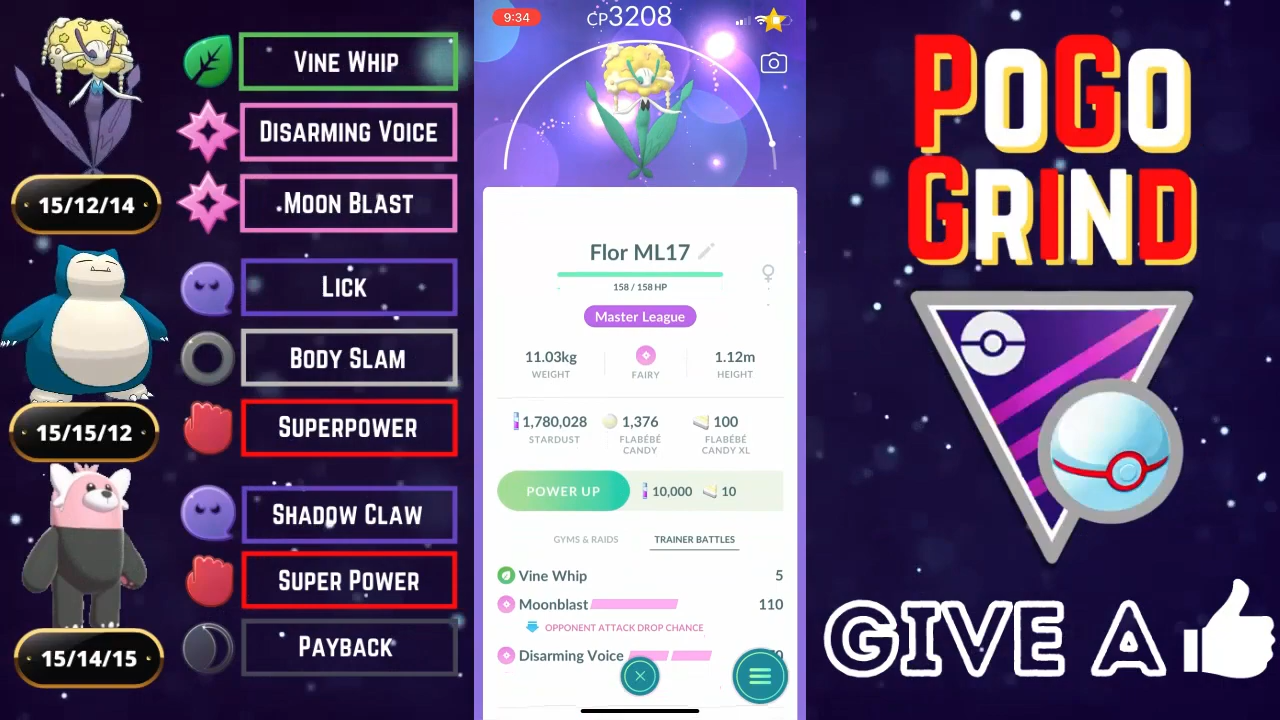 VINE WHIP
DISARMING VOICE
MOON BLAST
15/12/14
LICK
BODY SLAM
SUPERPOWER
15/15/12
SHADOW CLAW
SUPER POWER
PAYBACK
15/14/15
9:34
CP3208
Flor ML17
158 / 158 HP
Master League
11.03kg
WEIGHT
FAIRY
1.12m
HEIGHT
1,780,028
STARDUST
1,376
FLABÉBÉ
CANDY
100
FLABÉBÉ
CANDY XL
POWER UP
10,000
10
GYMS & RAIDS
TRAINER BATTLES
Vine Whip 5
Moonblast 110
OPPONENT ATTACK DROP CHANCE
Disarming Voice
POGO
GRIND
GIVE A